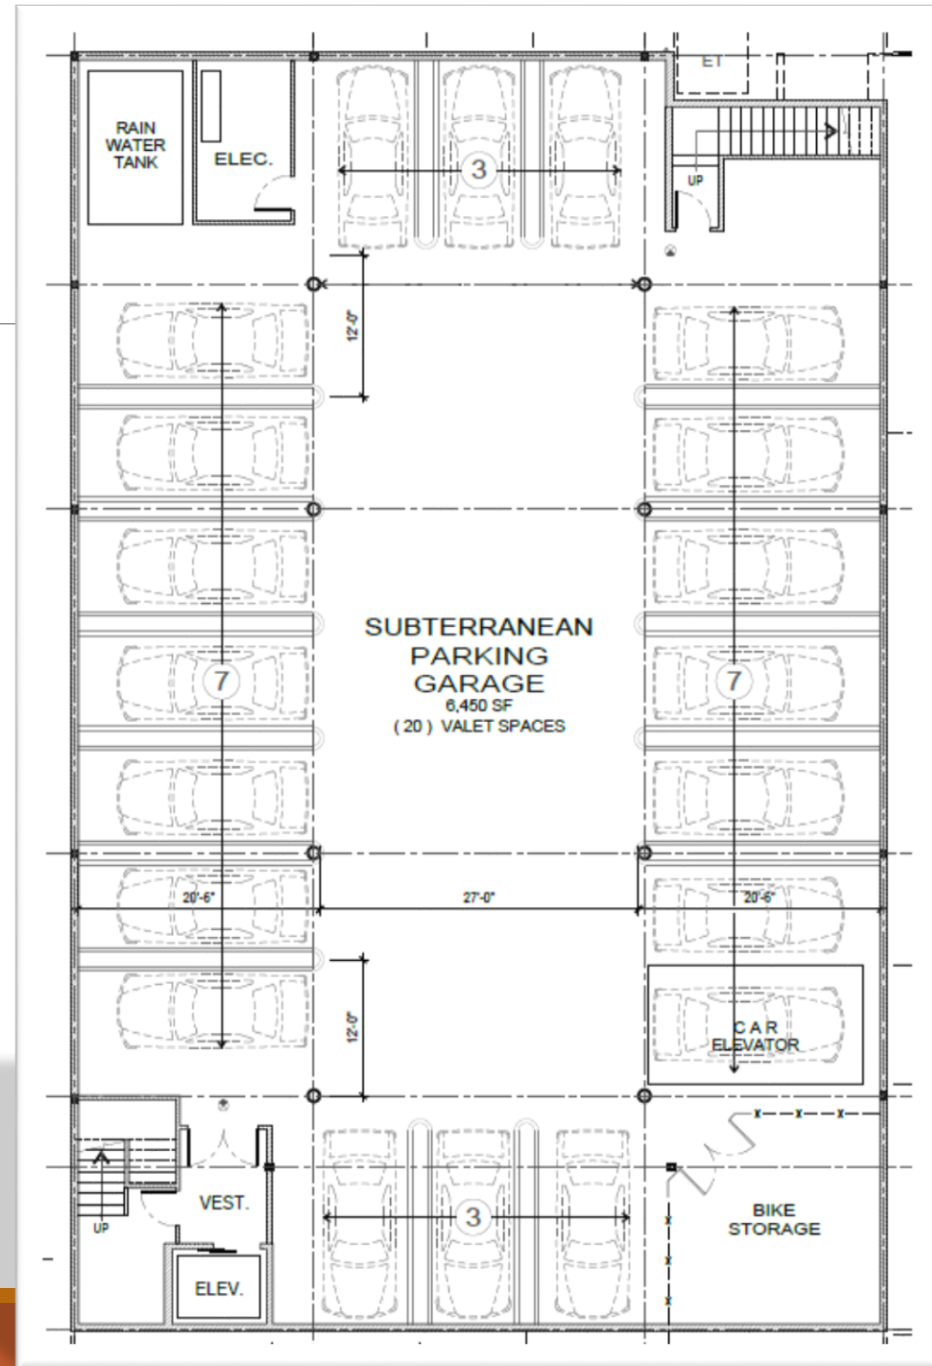 ET
RAIN
WATER
TANK
ELEC.
3
UP
12'-0"
SUBTERRANEAN
PARKING
GARAGE
6,450 SF
( 20 ) VALET SPACES
7
7
20'-6"
27'-0"
20'-6"
12'-0"
CAR
ELEVATOR
UP
VEST.
ELEV.
3
BIKE
STORAGE